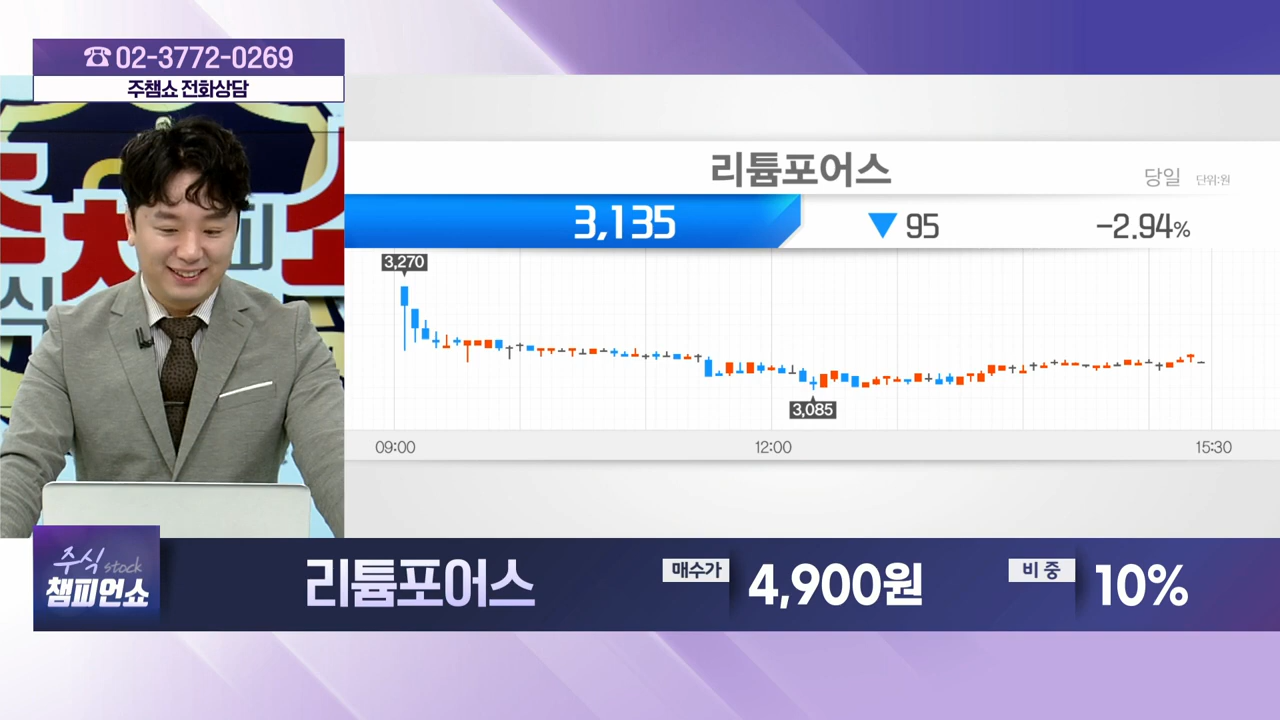 ☎02-3772-0269
주챔쇼 전화상담
리튬포어스
당일 단위:원
3,135 ▼ 95 -2.94%
3,270
3,085
09:00 12:00 15:30
주식 stock
챔피언쇼
리튬포어스 매수가 4,900원 비중 10%